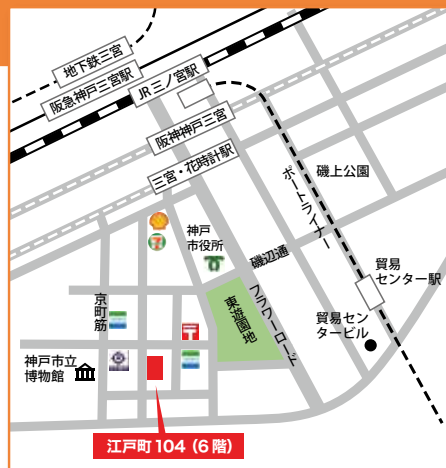 地下鉄三宮
阪急神戸三宮駅
JR三ノ宮駅
阪神神戸三宮
三宮・花時計駅
ポートライナー
磯上公園
神戸
市役所
磯辺通
貿易
センター駅
京町筋
東遊園地
フラワーロード
貿易セン
タービル
神戸市立
博物館
江戸町104（6階）